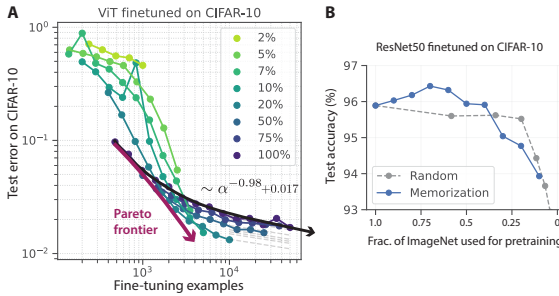 A
ViT finetuned on CIFAR-10
Test error on CIFAR-10
10⁰
10⁻¹
10⁻²
2%
5%
7%
10%
20%
50%
75%
100%
~ α⁻⁰·⁹⁸+0.017
Pareto
frontier
10³
10⁴
Fine-tuning examples
B
ResNet50 finetuned on CIFAR-10
Test accuracy (%)
97
96
95
94
93
Random
Memorization
1.0
0.75
0.5
0.25
0
Frac. of ImageNet used for pretraining